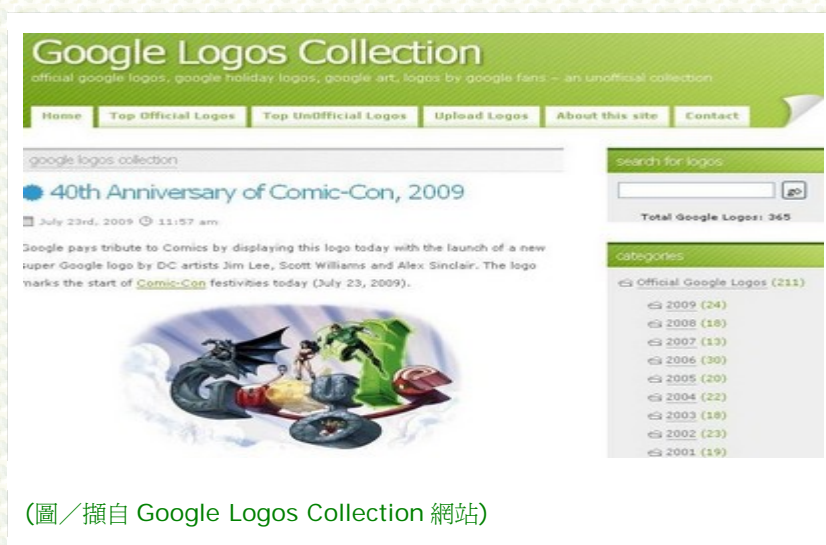 Google Logos Collection
official google logos, google holiday logos, google art, logos by google fans – an unofficial collection
Home Top Official Logos Top UnOfficial Logos Upload Logos About this site Contact
google logos collection
40th Anniversary of Comic-Con, 2009
July 23rd, 2009 11:57 am
Google pays tribute to Comics by displaying this logo today with the launch of a new
super Google logo by DC artists Jim Lee, Scott Williams and Alex Sinclair. The logo
marks the start of Comic-Con festivities today (July 23, 2009).
Google
search for logos
go
Total Google Logos: 365
categories
Official Google Logos (211)
2009 (24)
2008 (18)
2007 (13)
2006 (30)
2005 (20)
2004 (22)
2003 (18)
2002 (23)
2001 (19)
(圖／擷自 Google Logos Collection 網站)